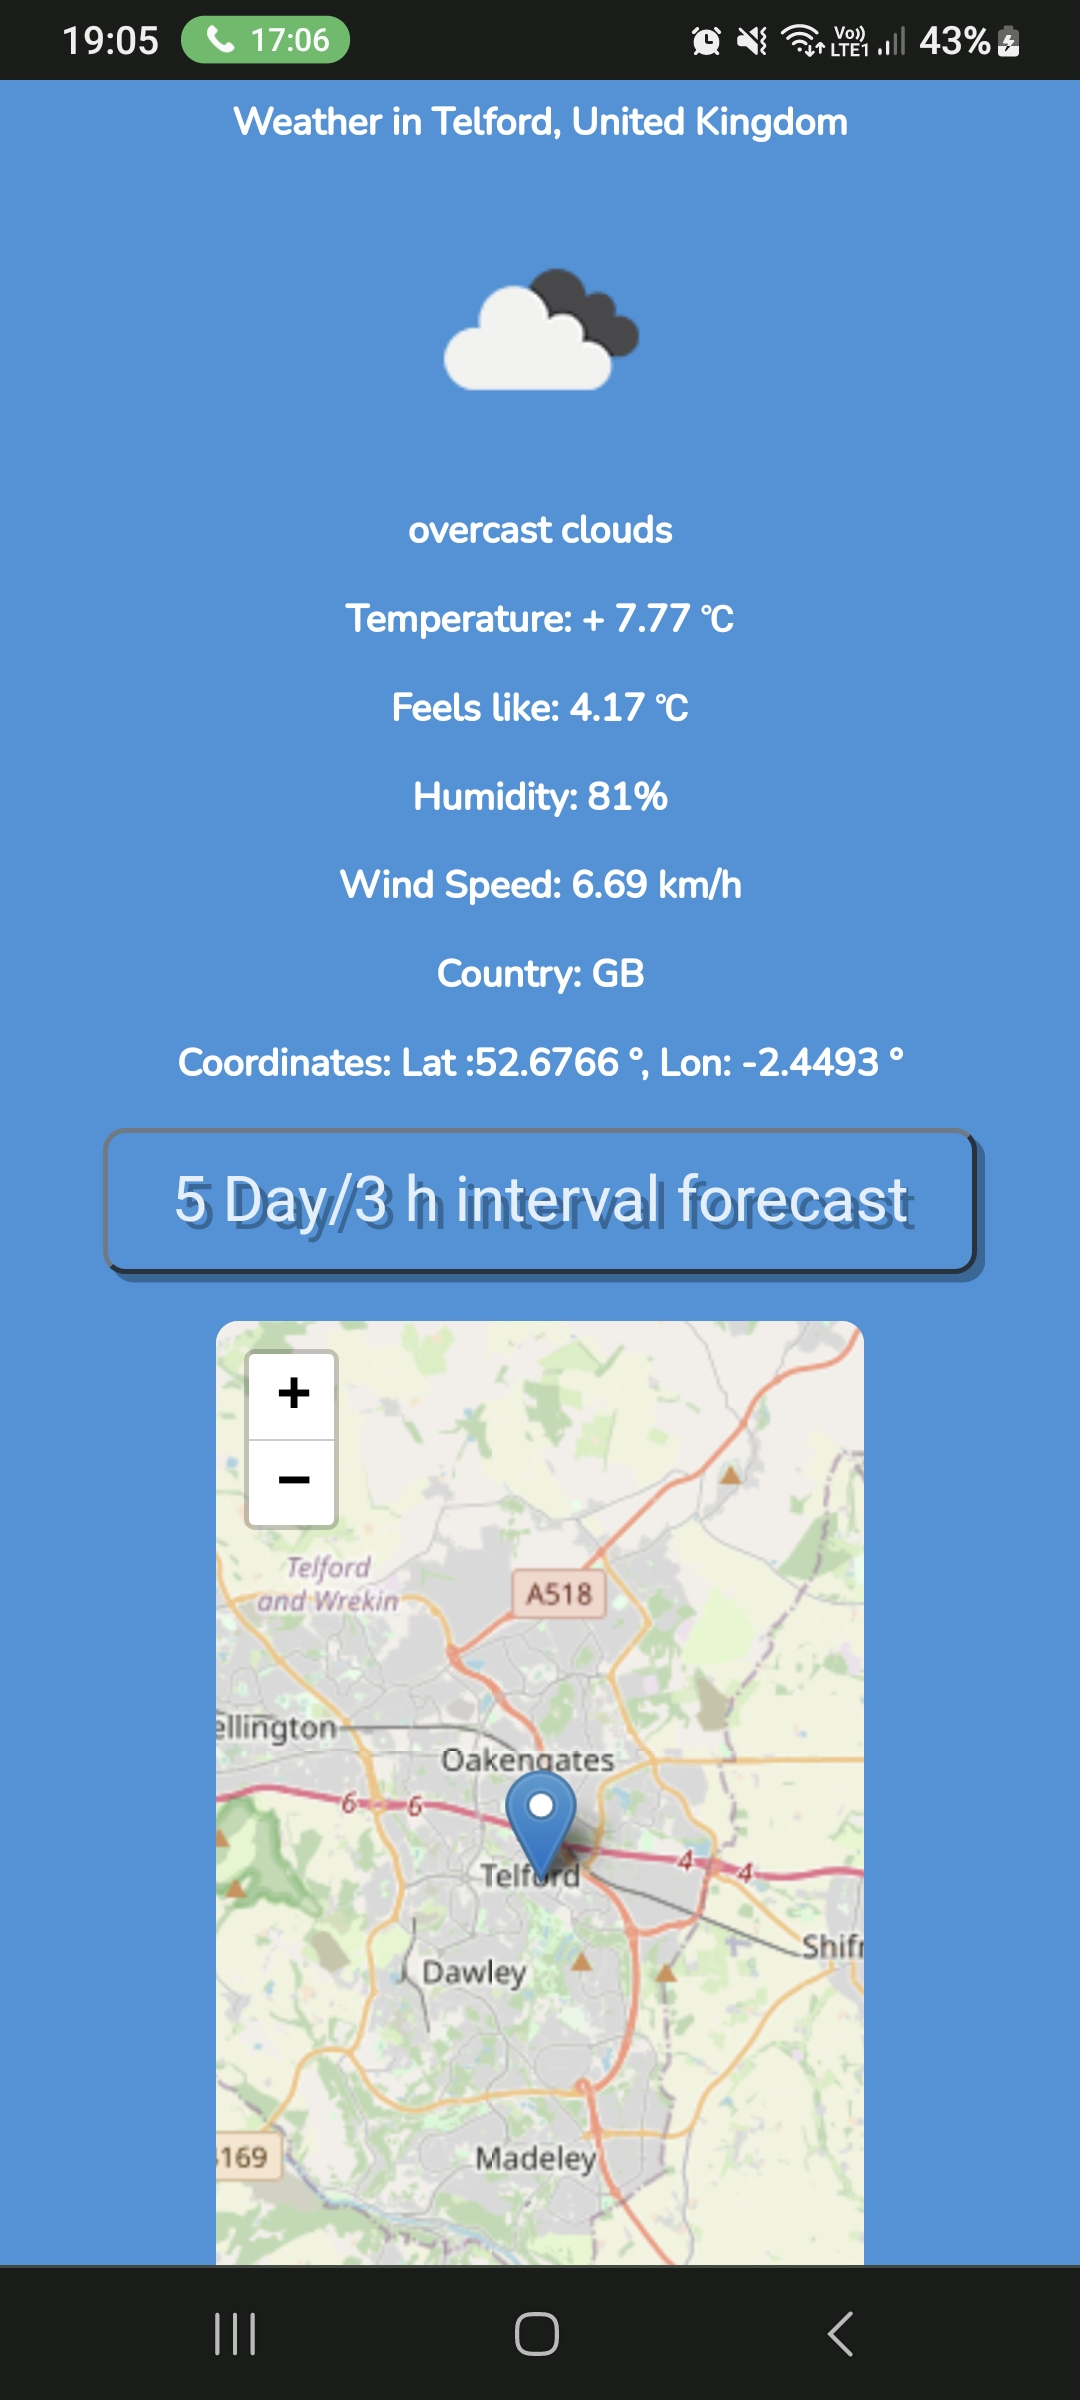 19:05 17:06 Vo)) LTE1 43%
Weather in Telford, United Kingdom
overcast clouds
Temperature: + 7.77 ℃
Feels like: 4.17 ℃
Humidity: 81%
Wind Speed: 6.69 km/h
Country: GB
Coordinates: Lat :52.6766 °, Lon: -2.4493 °
5 Day/3 h interval forecast
+
−
Telford
and Wrekin
A518
ellington
Oakengates
6 6
4 4
Telford
Shifr
Dawley
169
Madeley